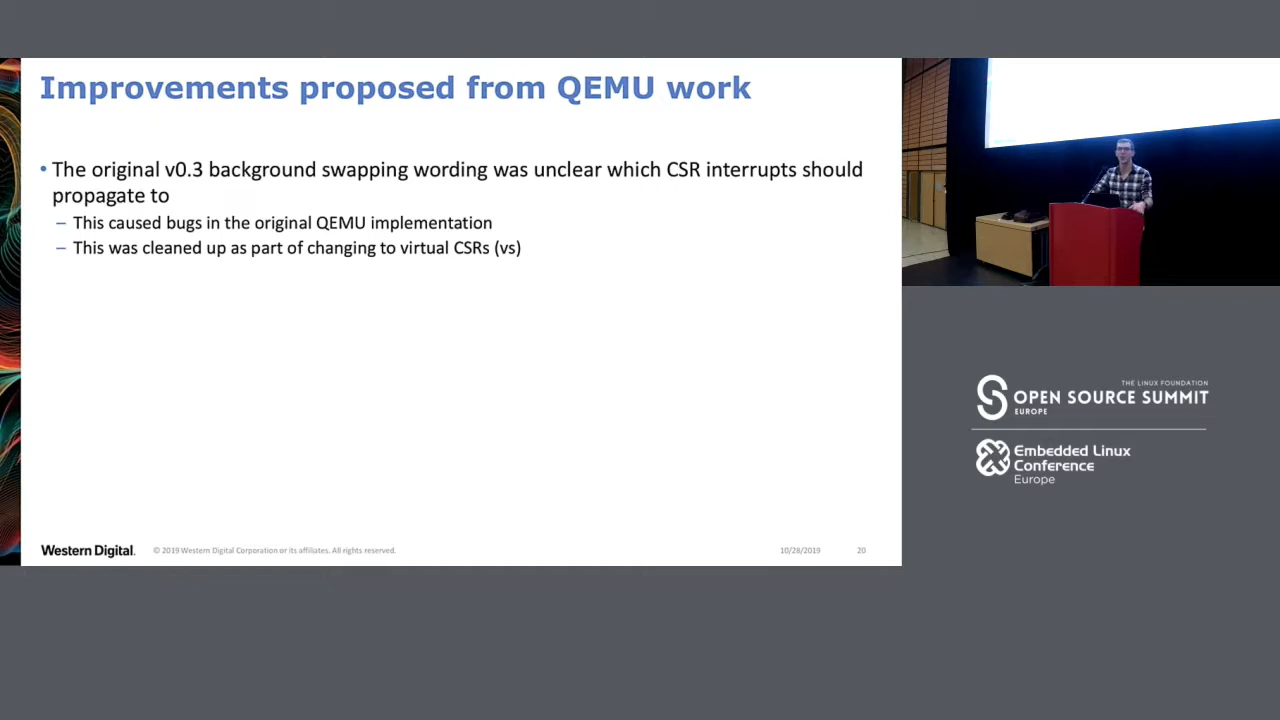 Improvements proposed from QEMU work
• The original v0.3 background swapping wording was unclear which CSR interrupts should
propagate to
– This caused bugs in the original QEMU implementation
– This was cleaned up as part of changing to virtual CSRs (vs)
Western Digital.
© 2019 Western Digital Corporation or its affiliates. All rights reserved.
10/28/2019
20
THE LINUX FOUNDATION
OPEN SOURCE SUMMIT
EUROPE
Embedded Linux
Conference
Europe